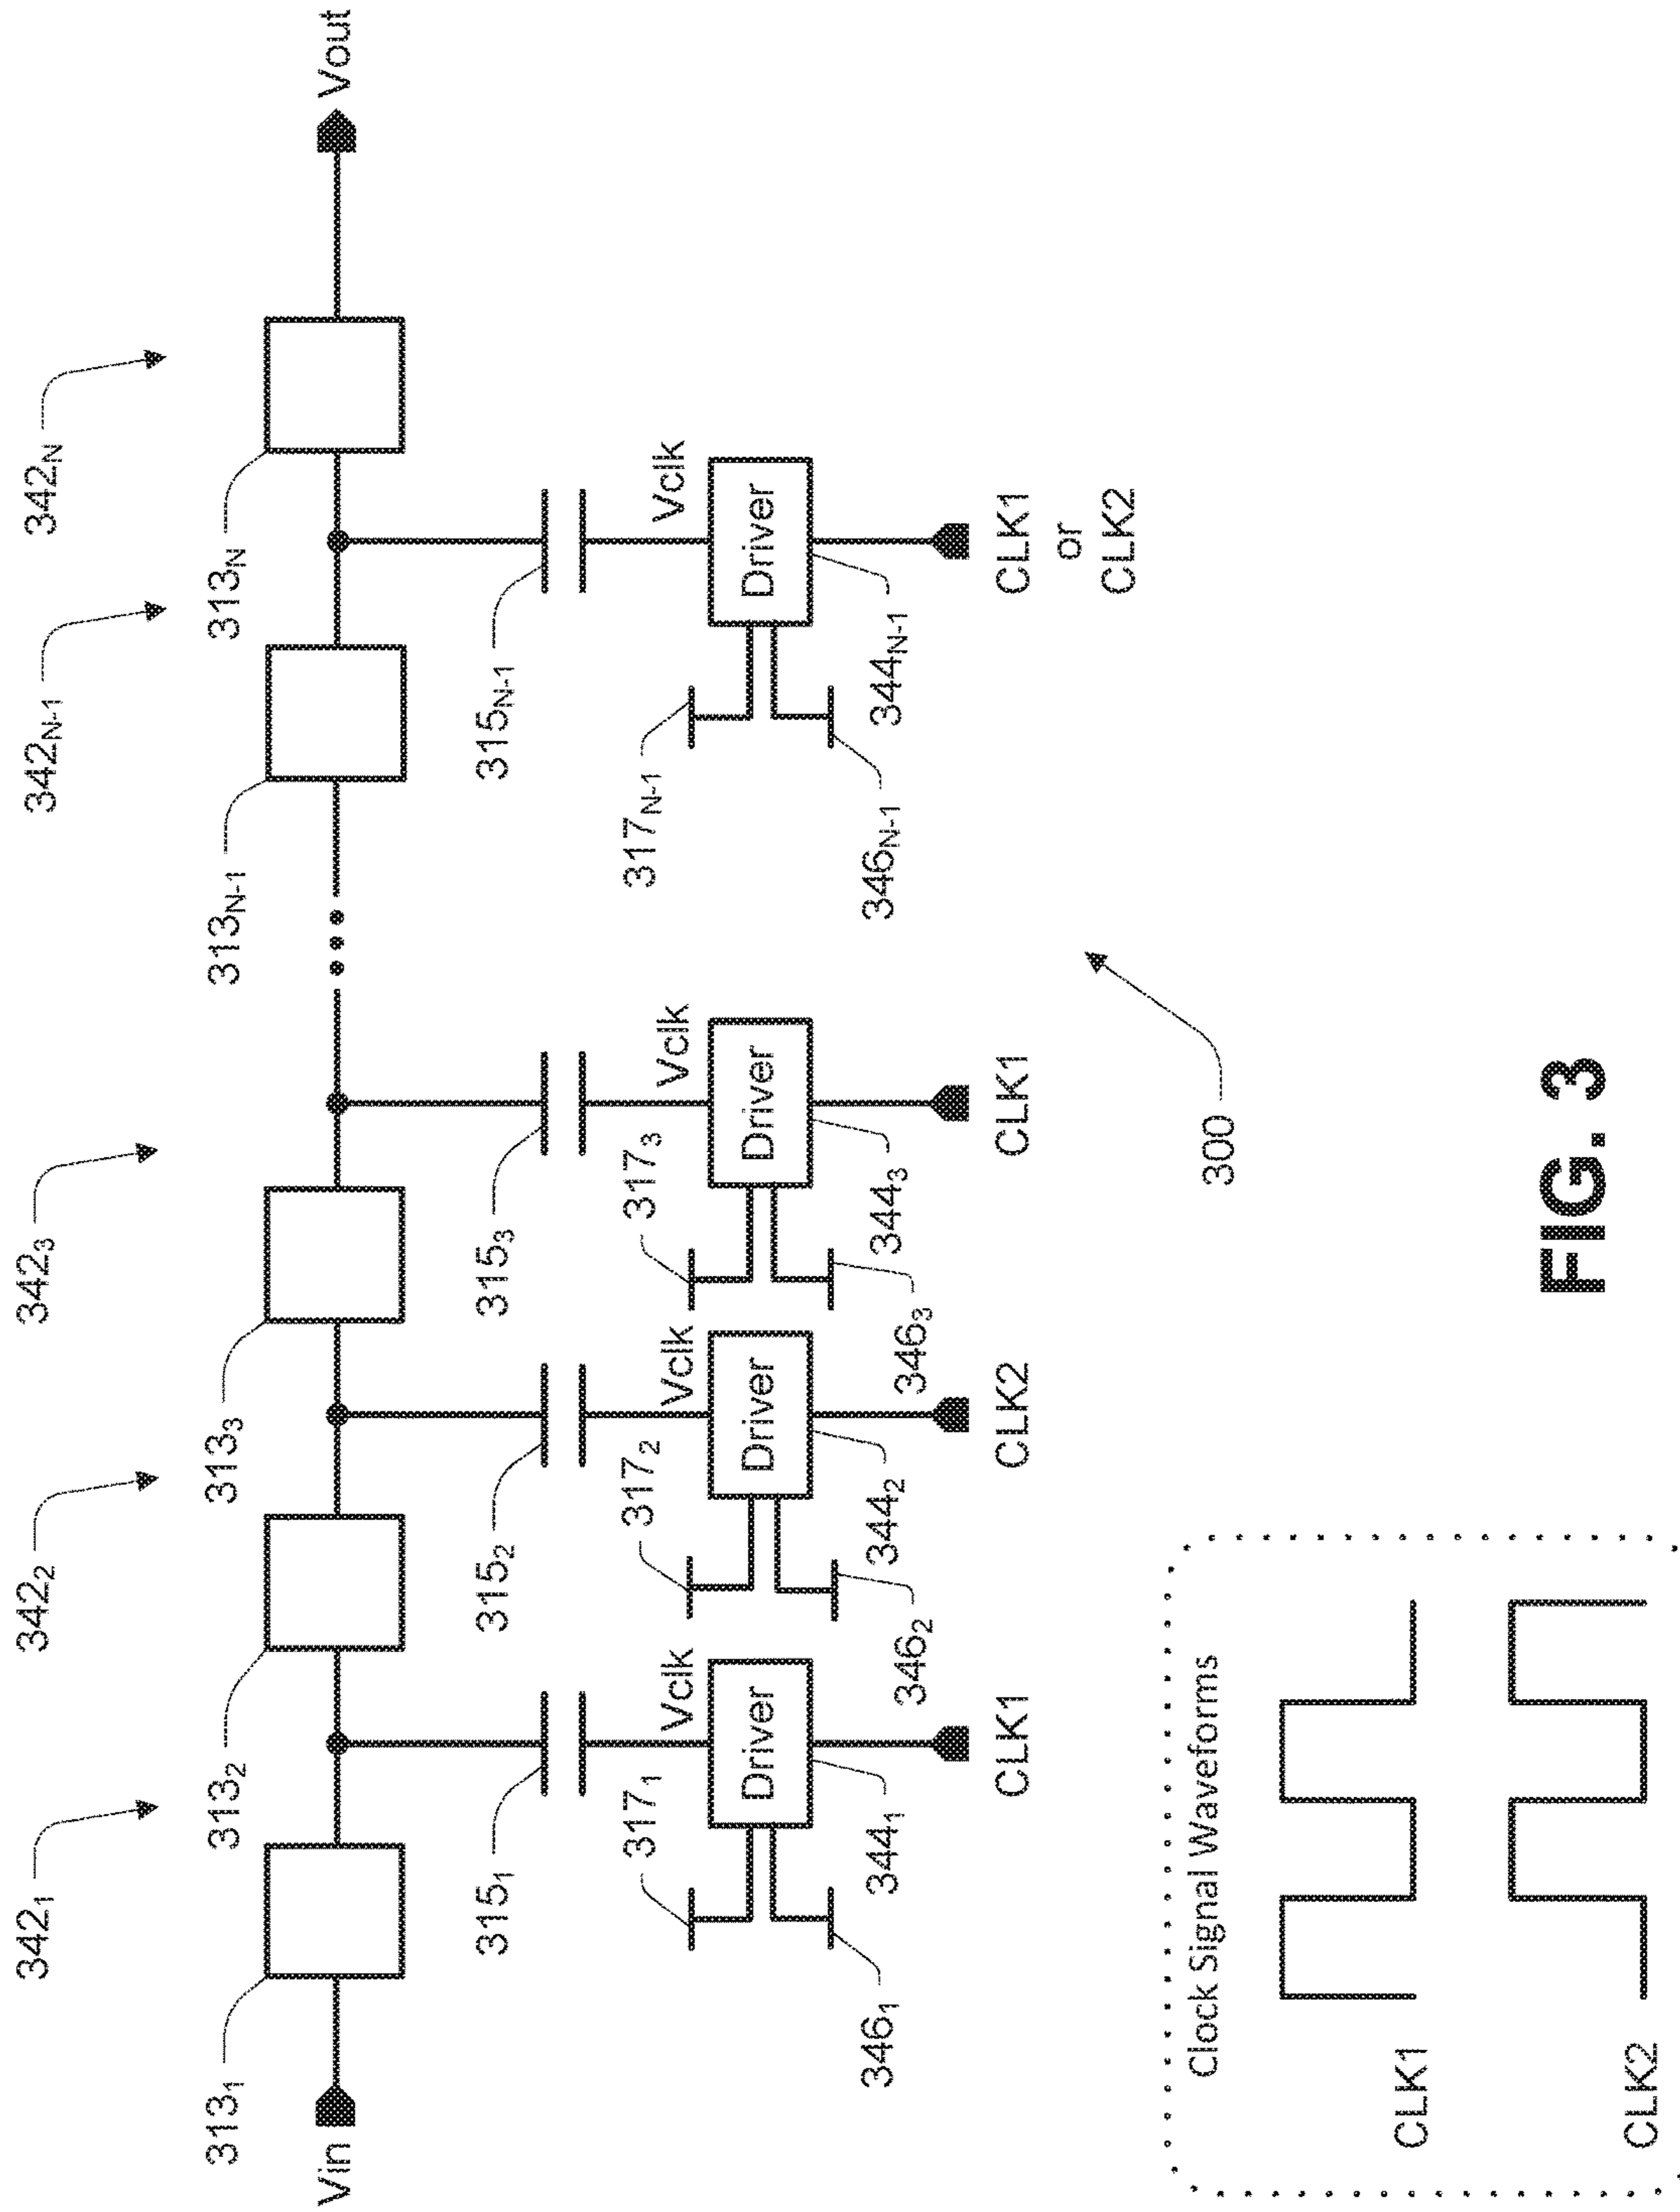 342₁ 342₂ 342₃ 342N-1 342N
313₁ 313₂ 313₃ 313N-1 313N
Vin Vout
315₁ 315₂ 315₃ 315N-1
317₁ Vclk 317₂ Vclk 317₃ Vclk 317N-1 Vclk
Driver Driver Driver Driver
346₁ 344₁ 346₂ 344₂ 346₃ 344₃ 346N-1 344N-1
CLK1 CLK2 CLK1 CLK1
or
CLK2
300
Clock Signal Waveforms
CLK1
CLK2
FIG. 3